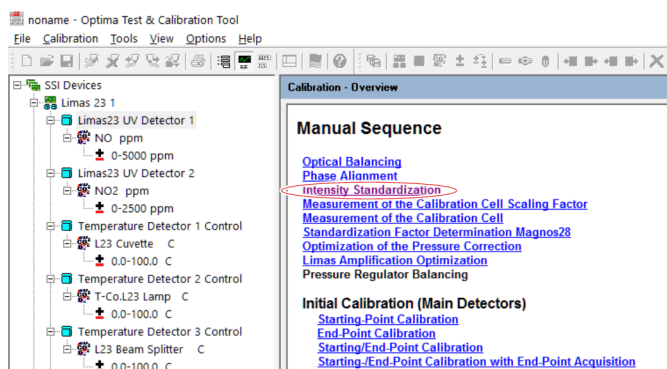 noname - Optima Test & Calibration Tool
File Calibration Tools View Options Help
SSI Devices
Limas 23 1
Limas23 UV Detector 1
NO ppm
0-5000 ppm
Limas23 UV Detector 2
NO2 ppm
0-2500 ppm
Temperature Detector 1 Control
L23 Cuvette C
0.0-100.0 C
Temperature Detector 2 Control
T-Co.L23 Lamp C
0.0-100.0 C
Temperature Detector 3 Control
L23 Beam Splitter C
0.0-100.0 C
Calibration - Overview
Manual Sequence
Optical Balancing
Phase Alignment
Intensity Standardization
Measurement of the Calibration Cell Scaling Factor
Measurement of the Calibration Cell
Standardization Factor Determination Magnos28
Optimization of the Pressure Correction
Limas Amplification Optimization
Pressure Regulator Balancing
Initial Calibration (Main Detectors)
Starting-Point Calibration
End-Point Calibration
Starting/End-Point Calibration
Starting-/End-Point Calibration with End-Point Acquisition